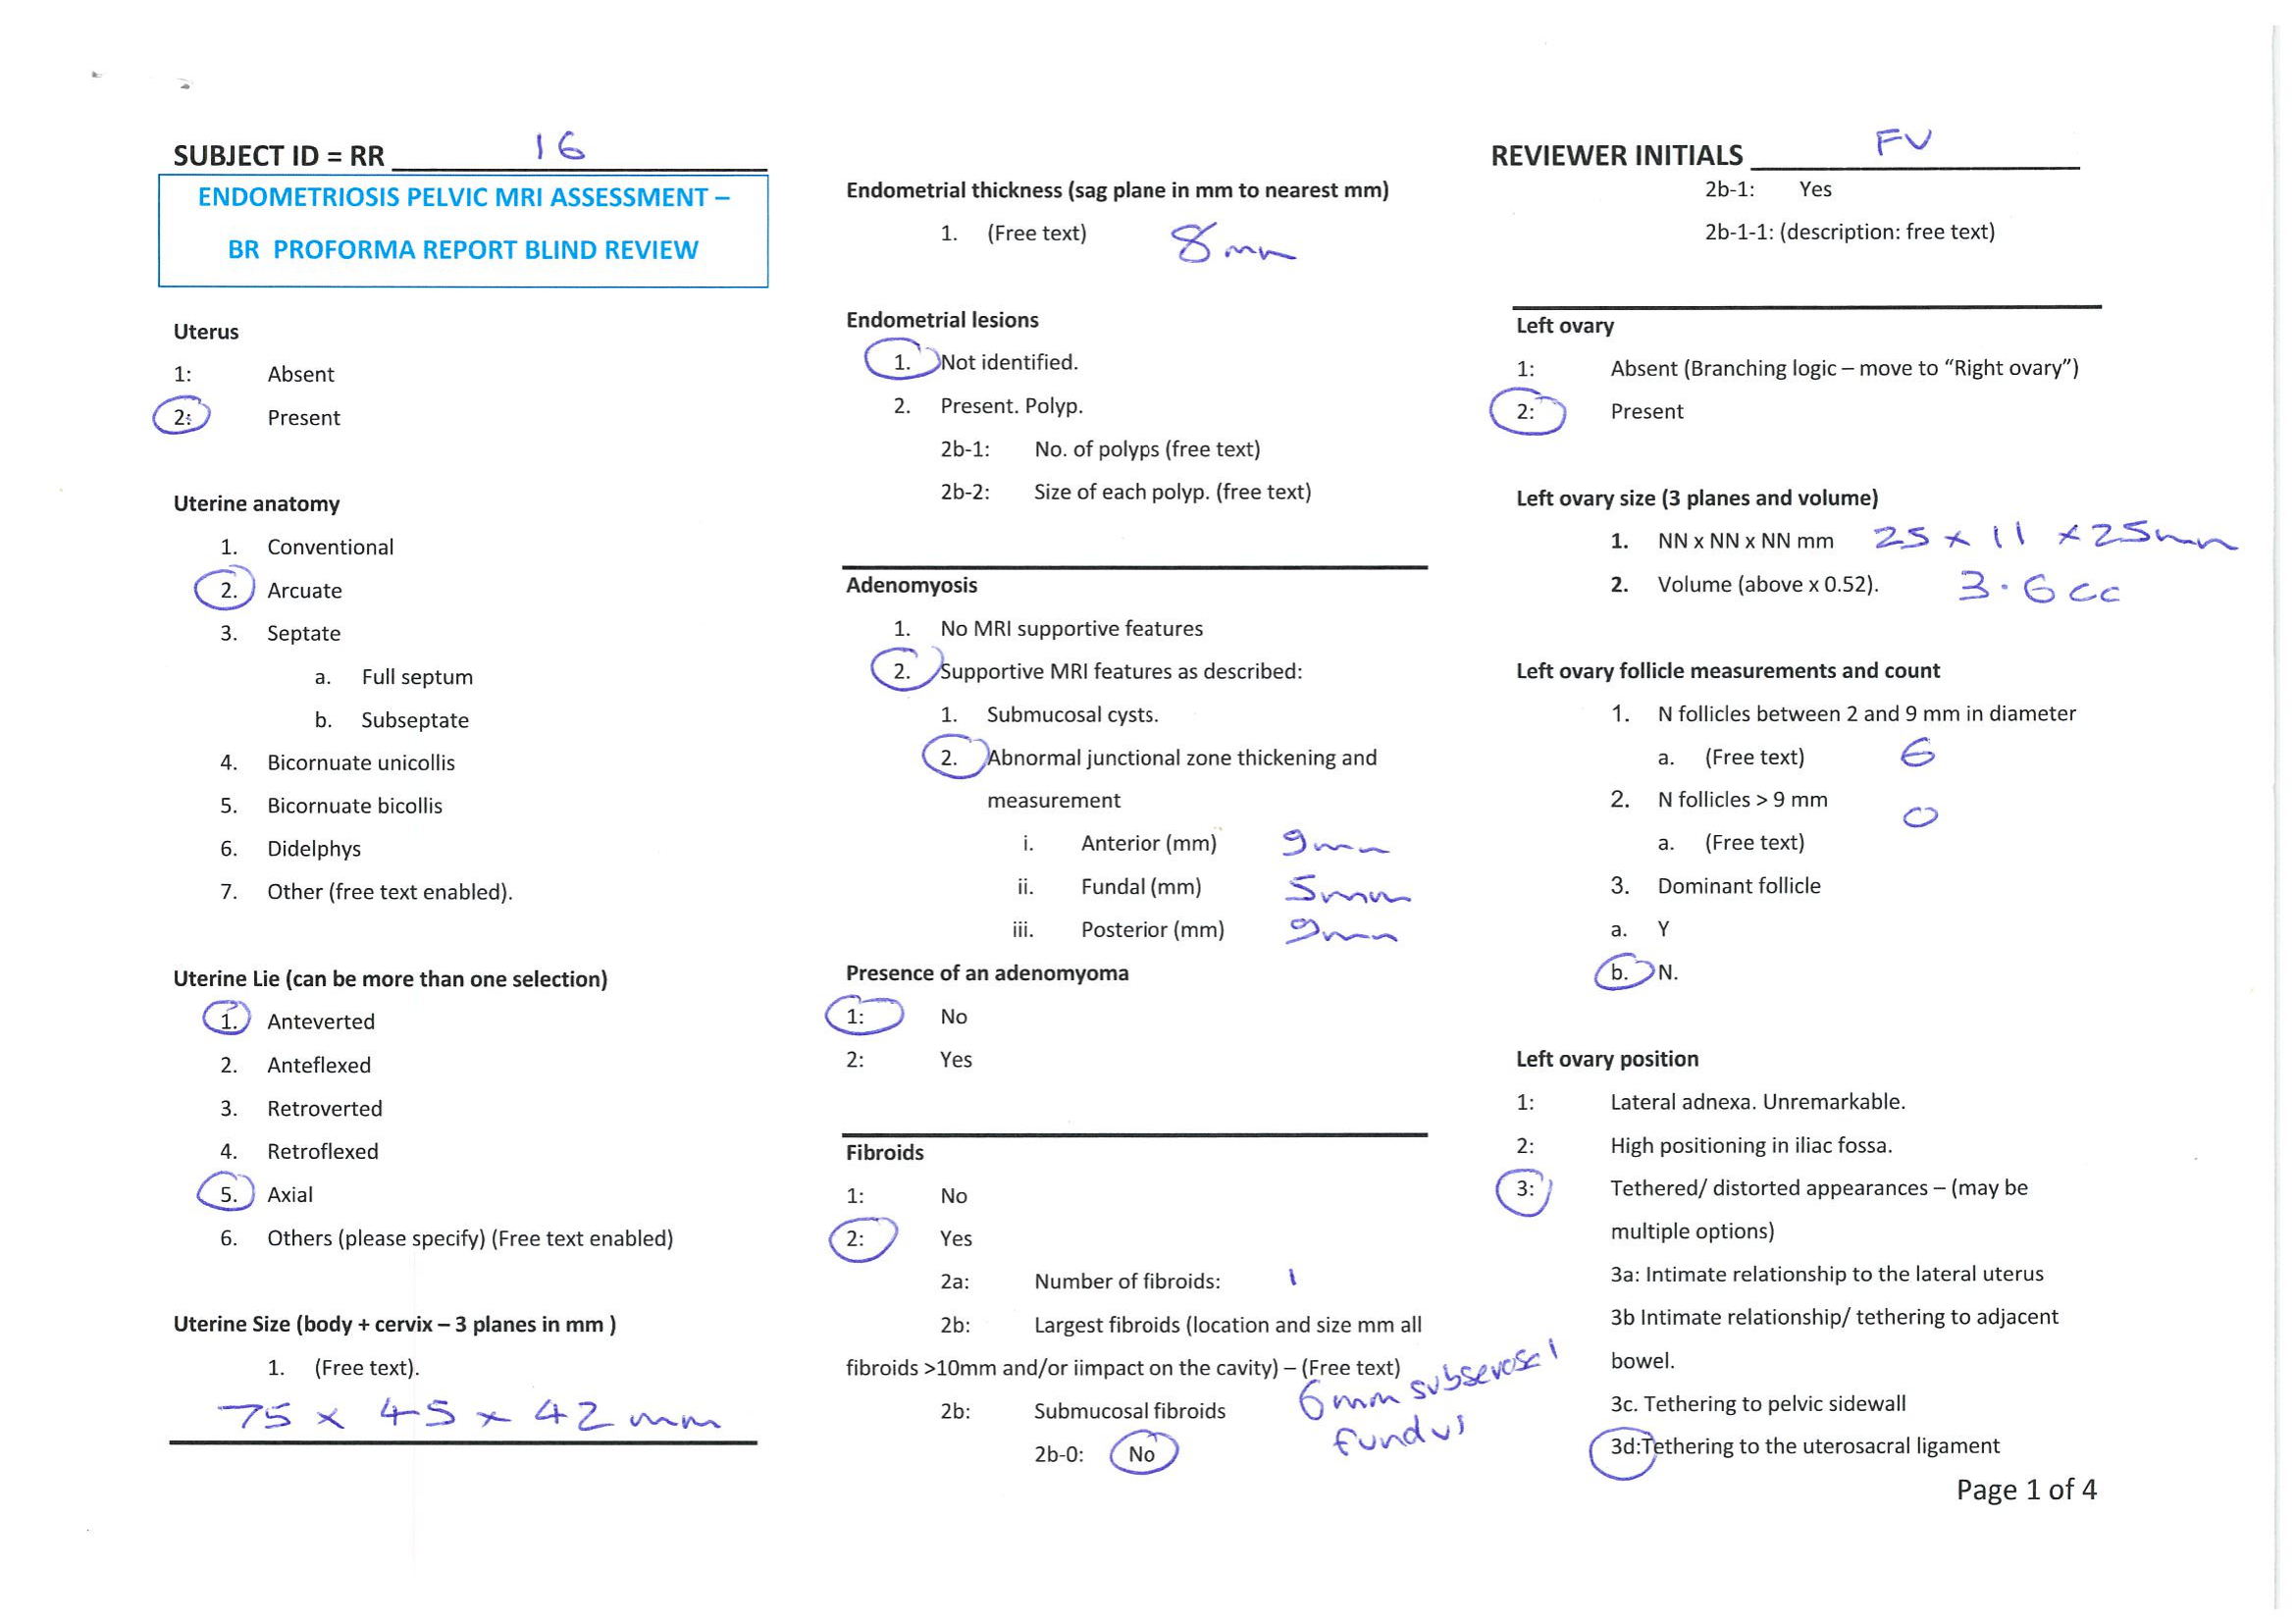 SUBJECT ID = RR 16
ENDOMETRIOSIS PELVIC MRI ASSESSMENT –
BR PROFORMA REPORT BLIND REVIEW
Uterus
1: Absent
2: Present
Uterine anatomy
1. Conventional
2. Arcuate
3. Septate
a. Full septum
b. Subseptate
4. Bicornuate unicollis
5. Bicornuate bicollis
6. Didelphys
7. Other (free text enabled).
Uterine Lie (can be more than one selection)
1. Anteverted
2. Anteflexed
3. Retroverted
4. Retroflexed
5. Axial
6. Others (please specify) (Free text enabled)
Uterine Size (body + cervix – 3 planes in mm )
1. (Free text).
75 x 45 x 42 mm
Endometrial thickness (sag plane in mm to nearest mm)
1. (Free text) 8mm
Endometrial lesions
1. Not identified.
2. Present. Polyp.
2b-1: No. of polyps (free text)
2b-2: Size of each polyp. (free text)
Adenomyosis
1. No MRI supportive features
2. Supportive MRI features as described:
1. Submucosal cysts.
2. Abnormal junctional zone thickening and
measurement
i. Anterior (mm) 9mm
ii. Fundal (mm) 5mm
iii. Posterior (mm) 9mm
Presence of an adenomyoma
1: No
2: Yes
Fibroids
1: No
2: Yes
2a: Number of fibroids: 1
2b: Largest fibroids (location and size mm all
fibroids >10mm and/or iimpact on the cavity) – (Free text)
6mm subserosal
fundus
2b: Submucosal fibroids
2b-0: No
REVIEWER INITIALS FV
2b-1: Yes
2b-1-1: (description: free text)
Left ovary
1: Absent (Branching logic – move to “Right ovary”)
2: Present
Left ovary size (3 planes and volume)
1. NN x NN x NN mm 25 x 11 x 25mm
2. Volume (above x 0.52). 3.6cc
Left ovary follicle measurements and count
1. N follicles between 2 and 9 mm in diameter
a. (Free text) 6
2. N follicles > 9 mm
0
a. (Free text)
3. Dominant follicle
a. Y
b. N.
Left ovary position
1: Lateral adnexa. Unremarkable.
2: High positioning in iliac fossa.
3: Tethered/ distorted appearances – (may be
multiple options)
3a: Intimate relationship to the lateral uterus
3b Intimate relationship/ tethering to adjacent
bowel.
3c. Tethering to pelvic sidewall
3d:Tethering to the uterosacral ligament
Page 1 of 4